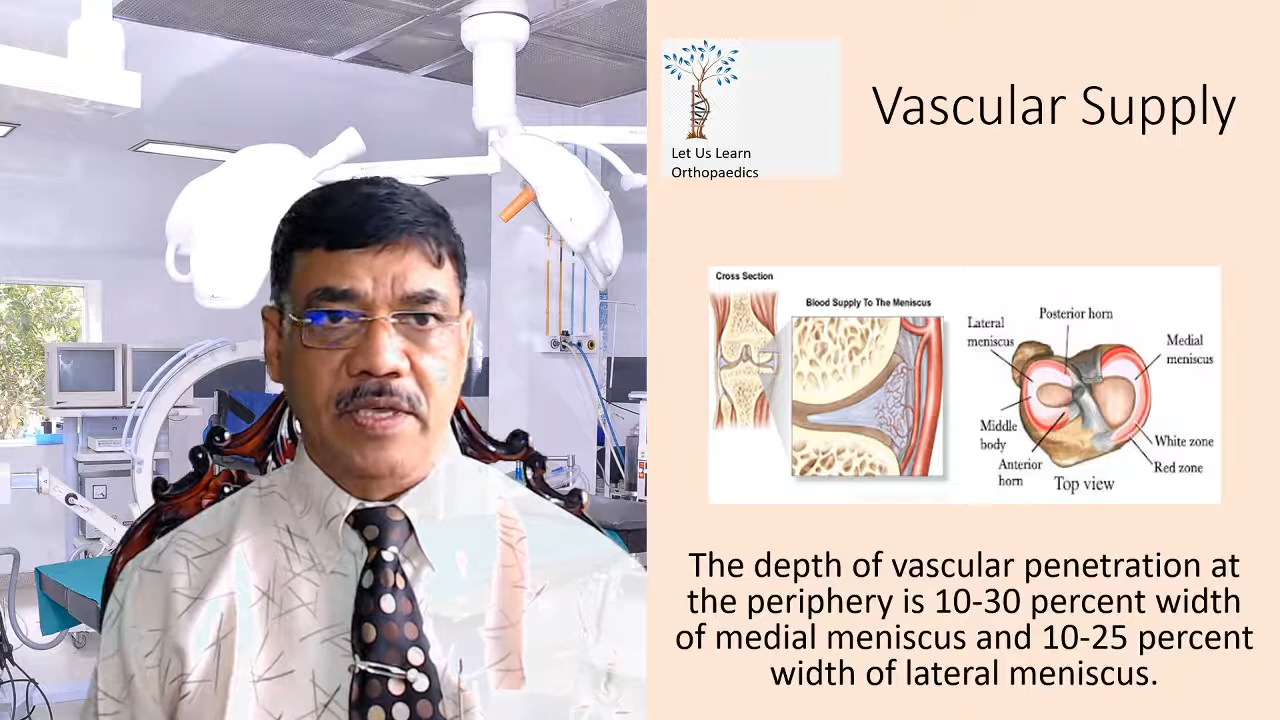 Let Us Learn
Orthopaedics
Vascular Supply
Cross Section
Blood Supply To The Meniscus
Posterior horn
Lateral
meniscus
Medial
meniscus
Middle
body
Anterior
horn
White zone
Red zone
Top view
The depth of vascular penetration at
the periphery is 10-30 percent width
of medial meniscus and 10-25 percent
width of lateral meniscus.